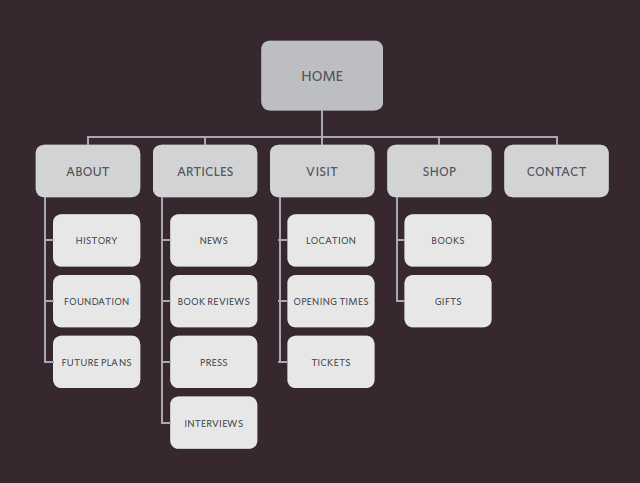 HOME
ABOUT
ARTICLES
VISIT
SHOP
CONTACT
HISTORY
NEWS
LOCATION
BOOKS
FOUNDATION
BOOK REVIEWS
OPENING TIMES
GIFTS
FUTURE PLANS
PRESS
TICKETS
INTERVIEWS